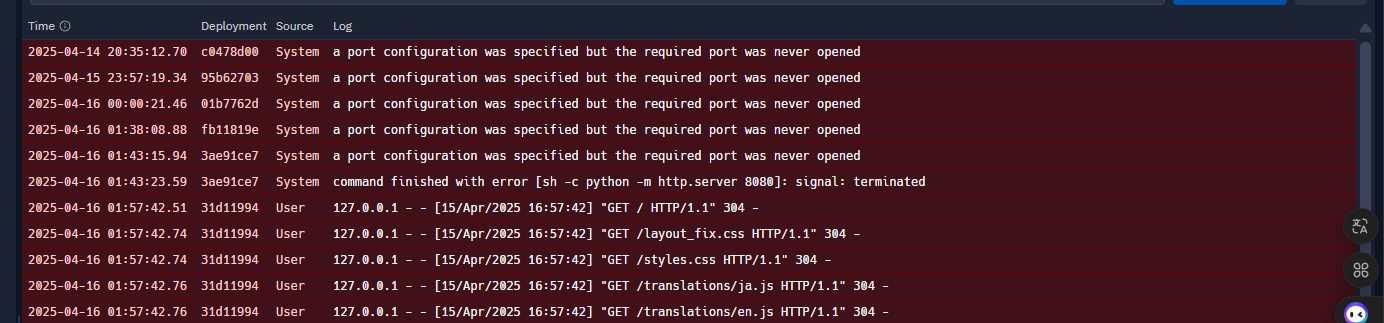 Time Deployment Source Log
2025-04-14 20:35:12.70 c0478d00 System a port configuration was specified but the required port was never opened
2025-04-15 23:57:19.34 95b62703 System a port configuration was specified but the required port was never opened
2025-04-16 00:00:21.46 01b7762d System a port configuration was specified but the required port was never opened
2025-04-16 01:38:08.88 fb11819e System a port configuration was specified but the required port was never opened
2025-04-16 01:43:15.94 3ae91ce7 System a port configuration was specified but the required port was never opened
2025-04-16 01:43:23.59 3ae91ce7 System command finished with error [sh -c python -m http.server 8080]: signal: terminated
2025-04-16 01:57:42.51 31d11994 User 127.0.0.1 - - [15/Apr/2025 16:57:42] "GET / HTTP/1.1" 304 -
2025-04-16 01:57:42.74 31d11994 User 127.0.0.1 - - [15/Apr/2025 16:57:42] "GET /layout_fix.css HTTP/1.1" 304 -
2025-04-16 01:57:42.74 31d11994 User 127.0.0.1 - - [15/Apr/2025 16:57:42] "GET /styles.css HTTP/1.1" 304 -
2025-04-16 01:57:42.76 31d11994 User 127.0.0.1 - - [15/Apr/2025 16:57:42] "GET /translations/ja.js HTTP/1.1" 304 -
2025-04-16 01:57:42.76 31d11994 User 127.0.0.1 - - [15/Apr/2025 16:57:42] "GET /translations/en.js HTTP/1.1" 304 -